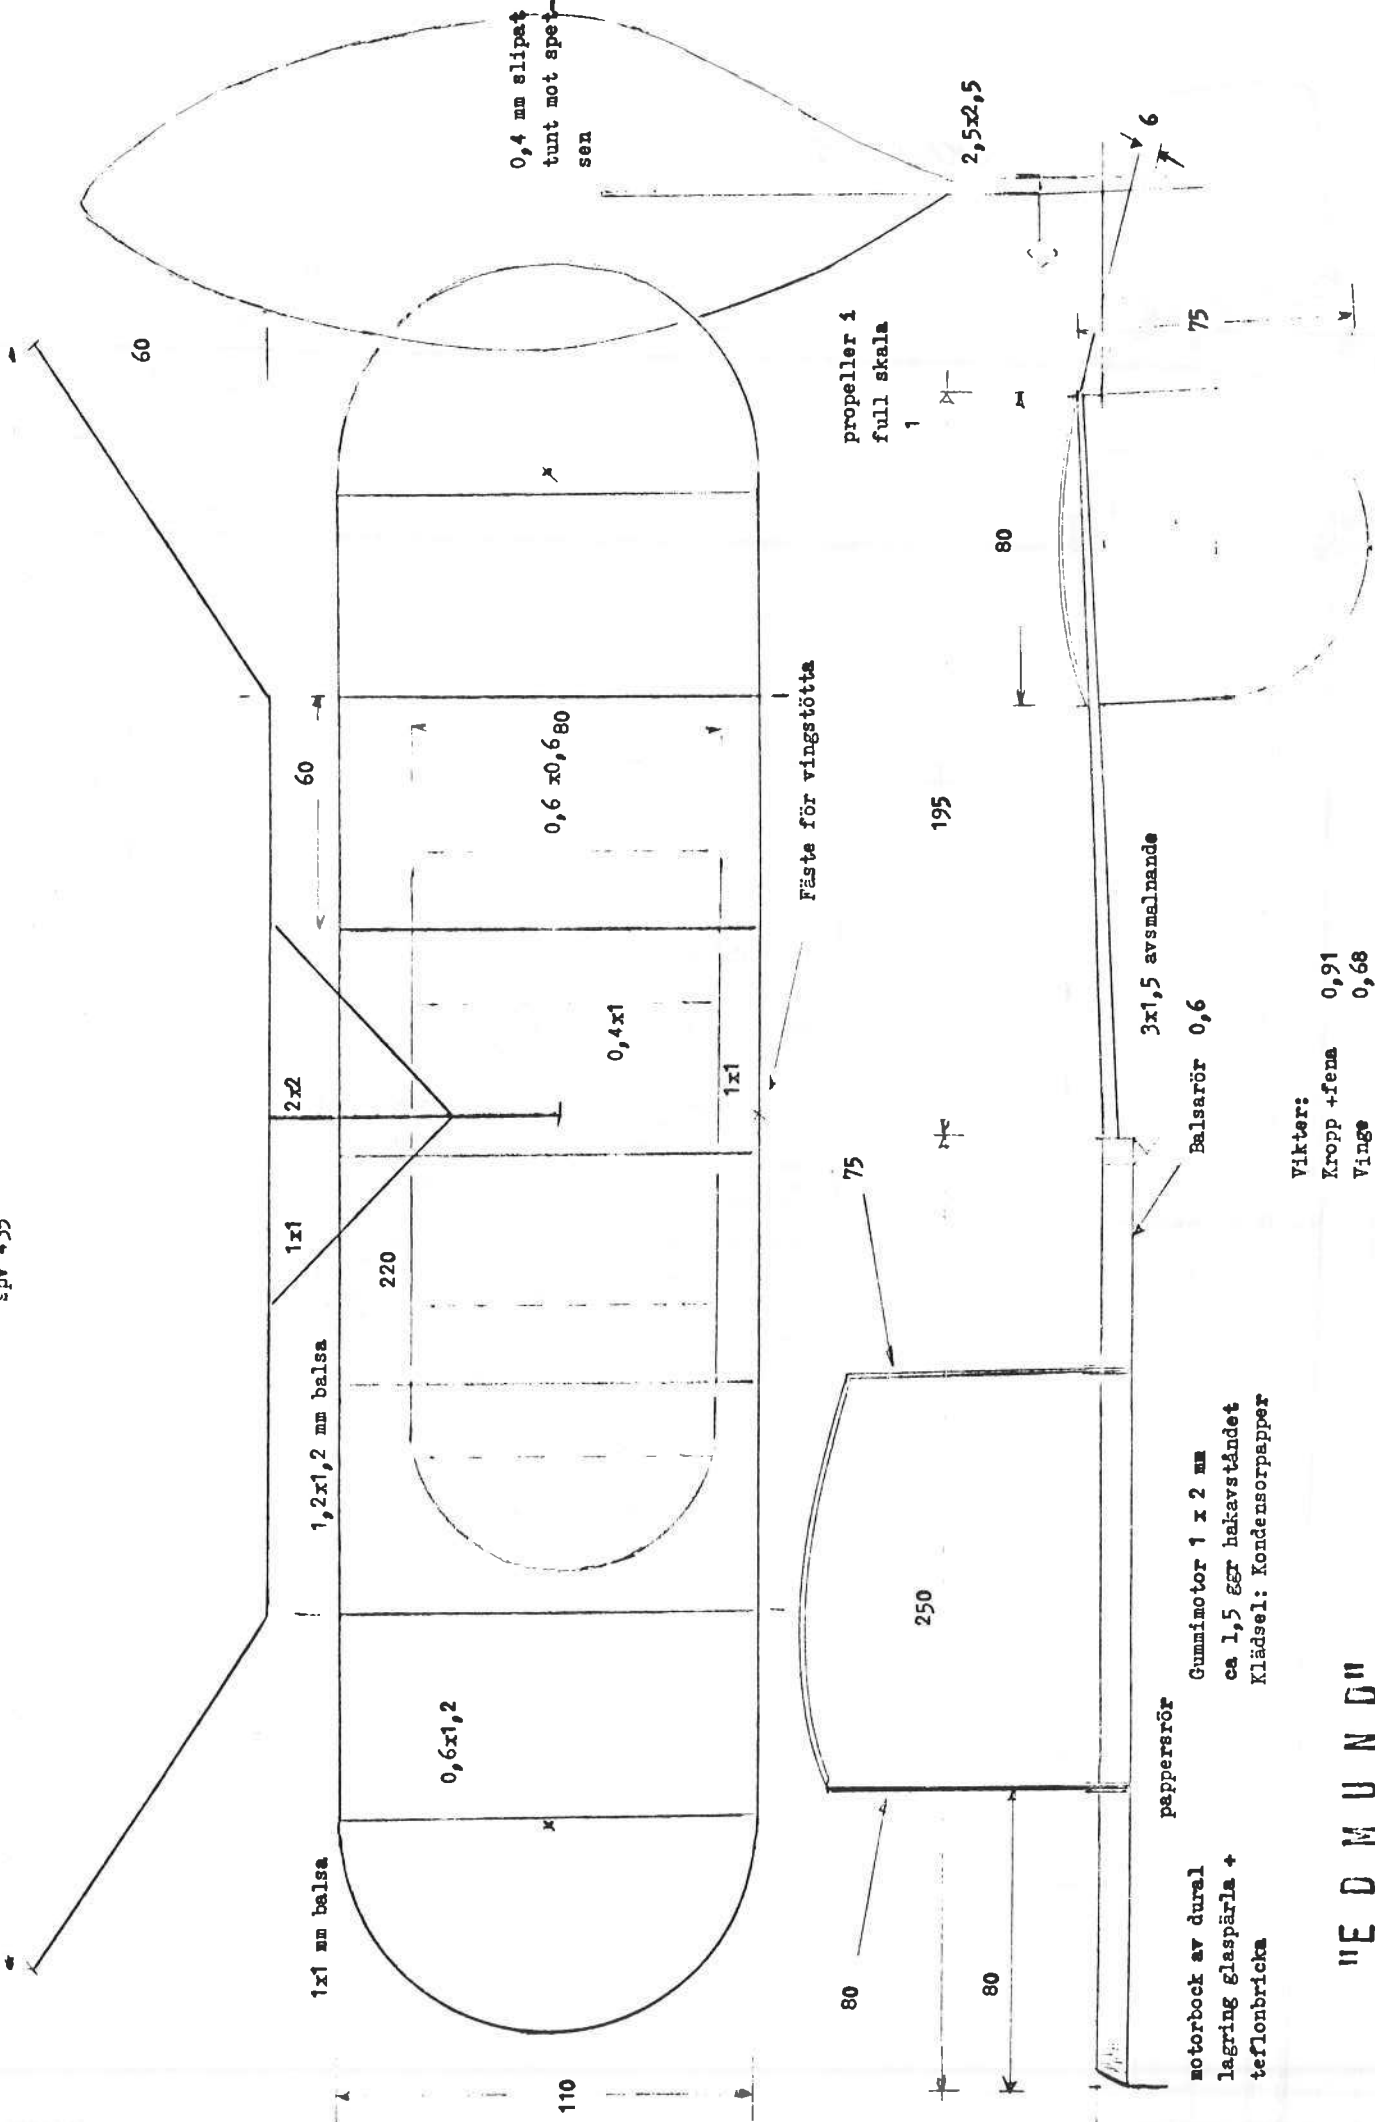 spv 435
60
0,4 mm slipat
tunt mot spet-
sen
2,5x2,5
6
60
1x1
2x2
1,2x1,2 mm balsa
220
0,6 x0,6
80
0,4x1
1x1
1x1 mm balsa
0,6x1,2
110
Fäste för vingstötta
propeller i
full skala
1
75
80
195
75
250
80
80
3x1,5 avsmalnande
Balsarör 0,6
pappersrör
motorbock av dural
lagring glaspärla +
teflonbricka
Gummimotor 1 x 2 mm
ca 1,5 ggr hakavståndet
Klädsel: Kondensorpapper
Vikter:
Kropp +fena 0,91
Vinge 0,68
"EDMUND"